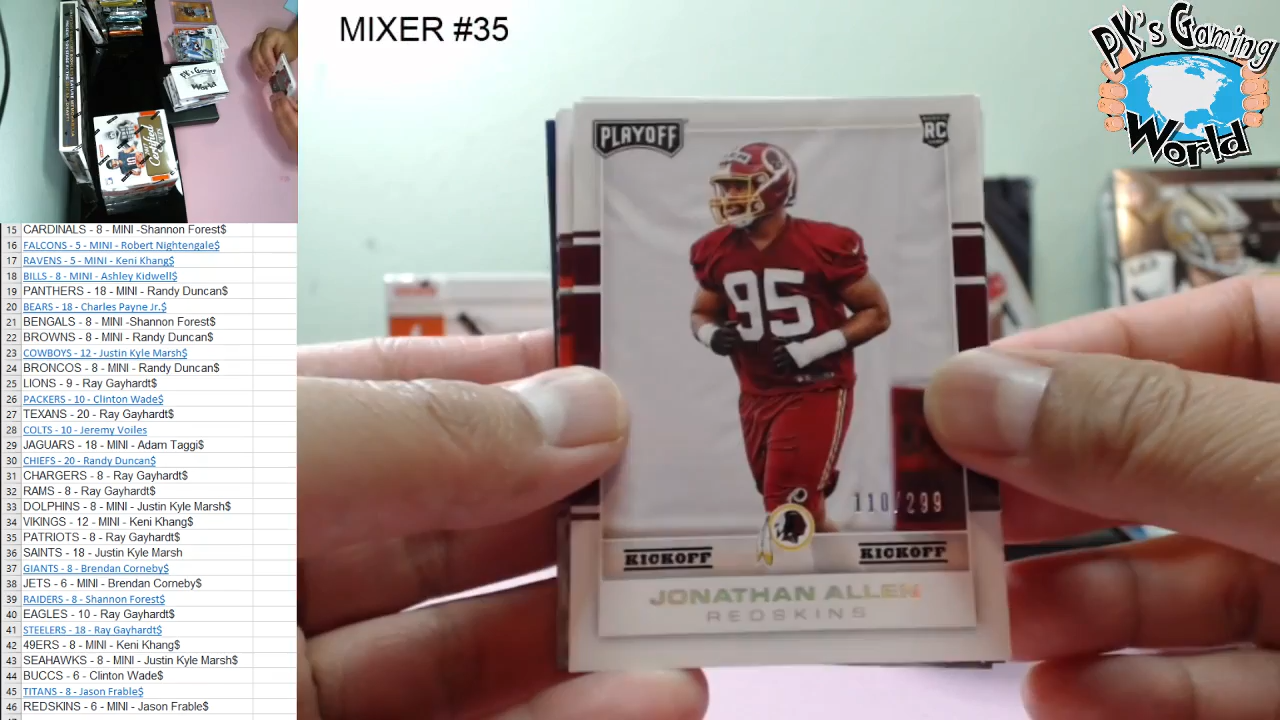 MIXER #35
PK's Gaming
World
15 CARDINALS - 8 - MINI -Shannon Forest$
16 FALCONS - 5 - MINI - Robert Nightengale$
17 RAVENS - 5 - MINI - Keni Khang$
18 BILLS - 8 - MINI - Ashley Kidwell$
19 PANTHERS - 18 - MINI - Randy Duncan$
20 BEARS - 18 - Charles Payne Jr.$
21 BENGALS - 8 - MINI -Shannon Forest$
22 BROWNS - 8 - MINI - Randy Duncan$
23 COWBOYS - 12 - Justin Kyle Marsh$
24 BRONCOS - 8 - MINI - Randy Duncan$
25 LIONS - 9 - Ray Gayhardt$
26 PACKERS - 10 - Clinton Wade$
27 TEXANS - 20 - Ray Gayhardt$
28 COLTS - 10 - Jeremy Voiles
29 JAGUARS - 18 - MINI - Adam Taggi$
30 CHIEFS - 20 - Randy Duncan$
31 CHARGERS - 8 - Ray Gayhardt$
32 RAMS - 8 - Ray Gayhardt$
33 DOLPHINS - 8 - MINI - Justin Kyle Marsh$
34 VIKINGS - 12 - MINI - Keni Khang$
35 PATRIOTS - 8 - Ray Gayhardt$
36 SAINTS - 18 - Justin Kyle Marsh
37 GIANTS - 8 - Brendan Corneby$
38 JETS - 6 - MINI - Brendan Corneby$
39 RAIDERS - 8 - Shannon Forest$
40 EAGLES - 10 - Ray Gayhardt$
41 STEELERS - 18 - Ray Gayhardt$
42 49ERS - 8 - MINI - Keni Khang$
43 SEAHAWKS - 8 - MINI - Justin Kyle Marsh$
44 BUCCS - 6 - Clinton Wade$
45 TITANS - 8 - Jason Frable$
46 REDSKINS - 6 - MINI - Jason Frable$
PLAYOFF
RC
95
110/299
KICKOFF KICKOFF
JONATHAN ALLEN
REDSKINS
Certified